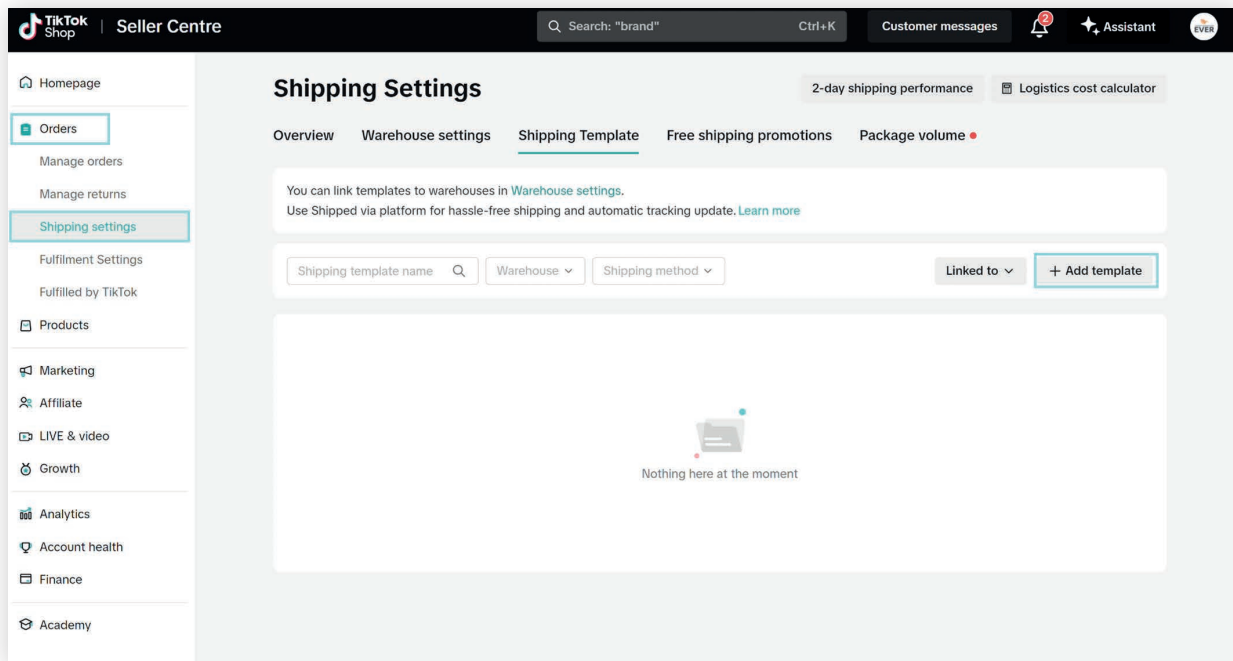 TikTok Shop | Seller Centre
Search: "brand" Ctrl+K
Customer messages
2
Assistant
EVER
Homepage
Orders
Manage orders
Manage returns
Shipping settings
Fulfilment Settings
Fulfilled by TikTok
Products
Marketing
Affiliate
LIVE & video
Growth
Analytics
Account health
Finance
Academy
Shipping Settings
2-day shipping performance
Logistics cost calculator
Overview Warehouse settings Shipping Template Free shipping promotions Package volume
You can link templates to warehouses in Warehouse settings.
Use Shipped via platform for hassle-free shipping and automatic tracking update. Learn more
Shipping template name Warehouse Shipping method Linked to + Add template
Nothing here at the moment